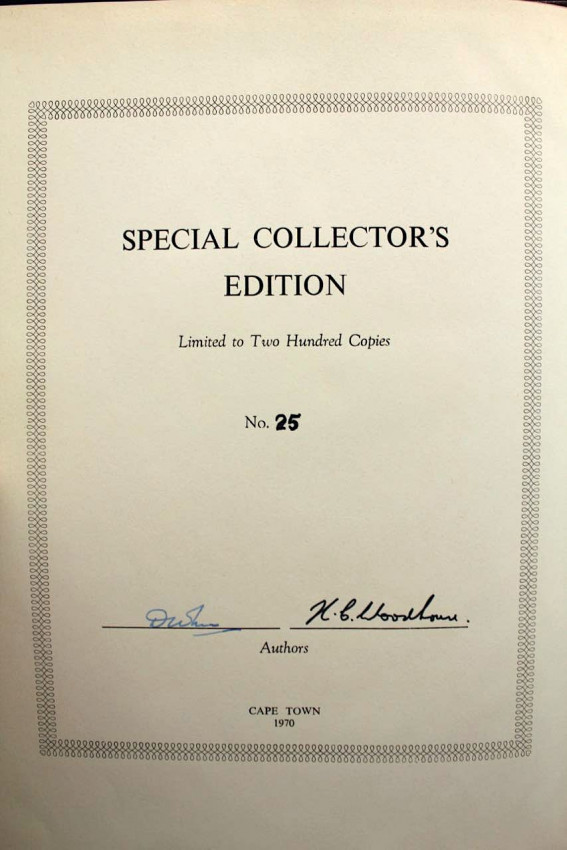 SPECIAL COLLECTOR'S
EDITION
Limited to Two Hundred Copies
No. 25
H. C. Woodhouse.
Authors
CAPE TOWN
1970